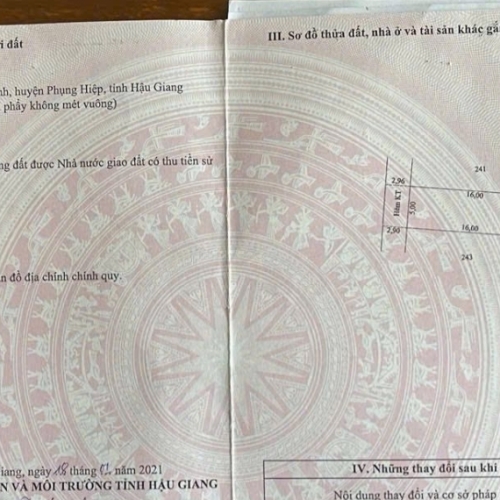 i đất
nh, huyện Phụng Hiệp, tỉnh Hậu Giang
phẩy không mét vuông)
ng đất được Nhà nước giao đất có thu tiền sử
n đồ địa chính chính quy.
iang, ngày 18 tháng 02 năm 2021
N VÀ MÔI TRƯỜNG TỈNH HẬU GIANG
III. Sơ đồ thửa đất, nhà ở và tài sản khác gắ
241
2,96
16,00
Hẻm KT
5,00
2,96
16,00
243
IV. Những thay đổi sau khi
Nội dung thay đổi và cơ sở pháp